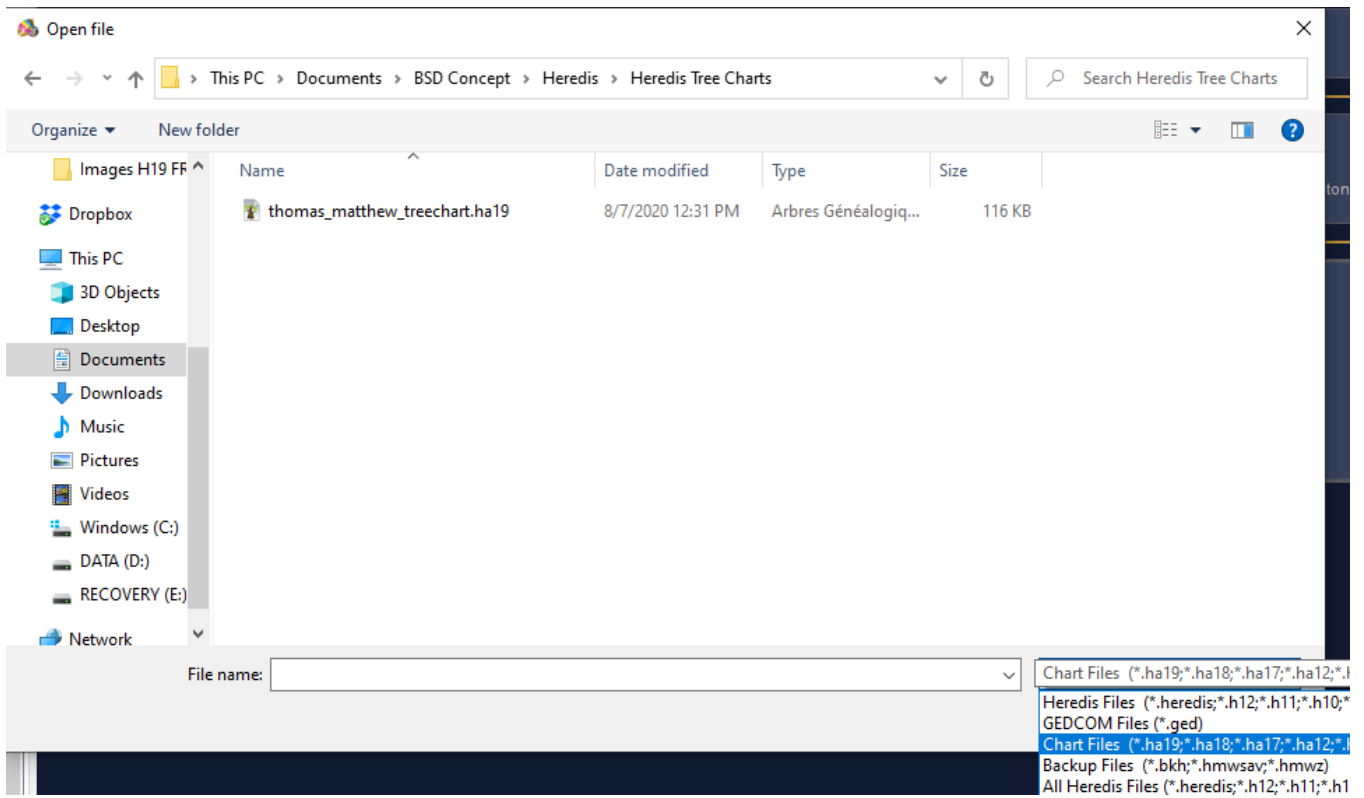 Open file
This PC > Documents > BSD Concept > Heredis > Heredis Tree Charts
Search Heredis Tree Charts
Organize
New folder
Name
Date modified
Type
Size
Images H19 FR
thomas_matthew_treechart.ha19 8/7/2020 12:31 PM Arbres Généalogiq... 116 KB
Dropbox
This PC
3D Objects
Desktop
Documents
Downloads
Music
Pictures
Videos
Windows (C:)
DATA (D:)
RECOVERY (E:)
Network
File name:
Chart Files (*.ha19;*.ha18;*.ha17;*.ha12;*.h
Heredis Files (*.heredis;*.h12;*.h11;*.h10;*
GEDCOM Files (*.ged)
Chart Files (*.ha19;*.ha18;*.ha17;*.ha12;*.h
Backup Files (*.bkh;*.hmwsav;*.hmwz)
All Heredis Files (*.heredis;*.h12;*.h11;*.h1